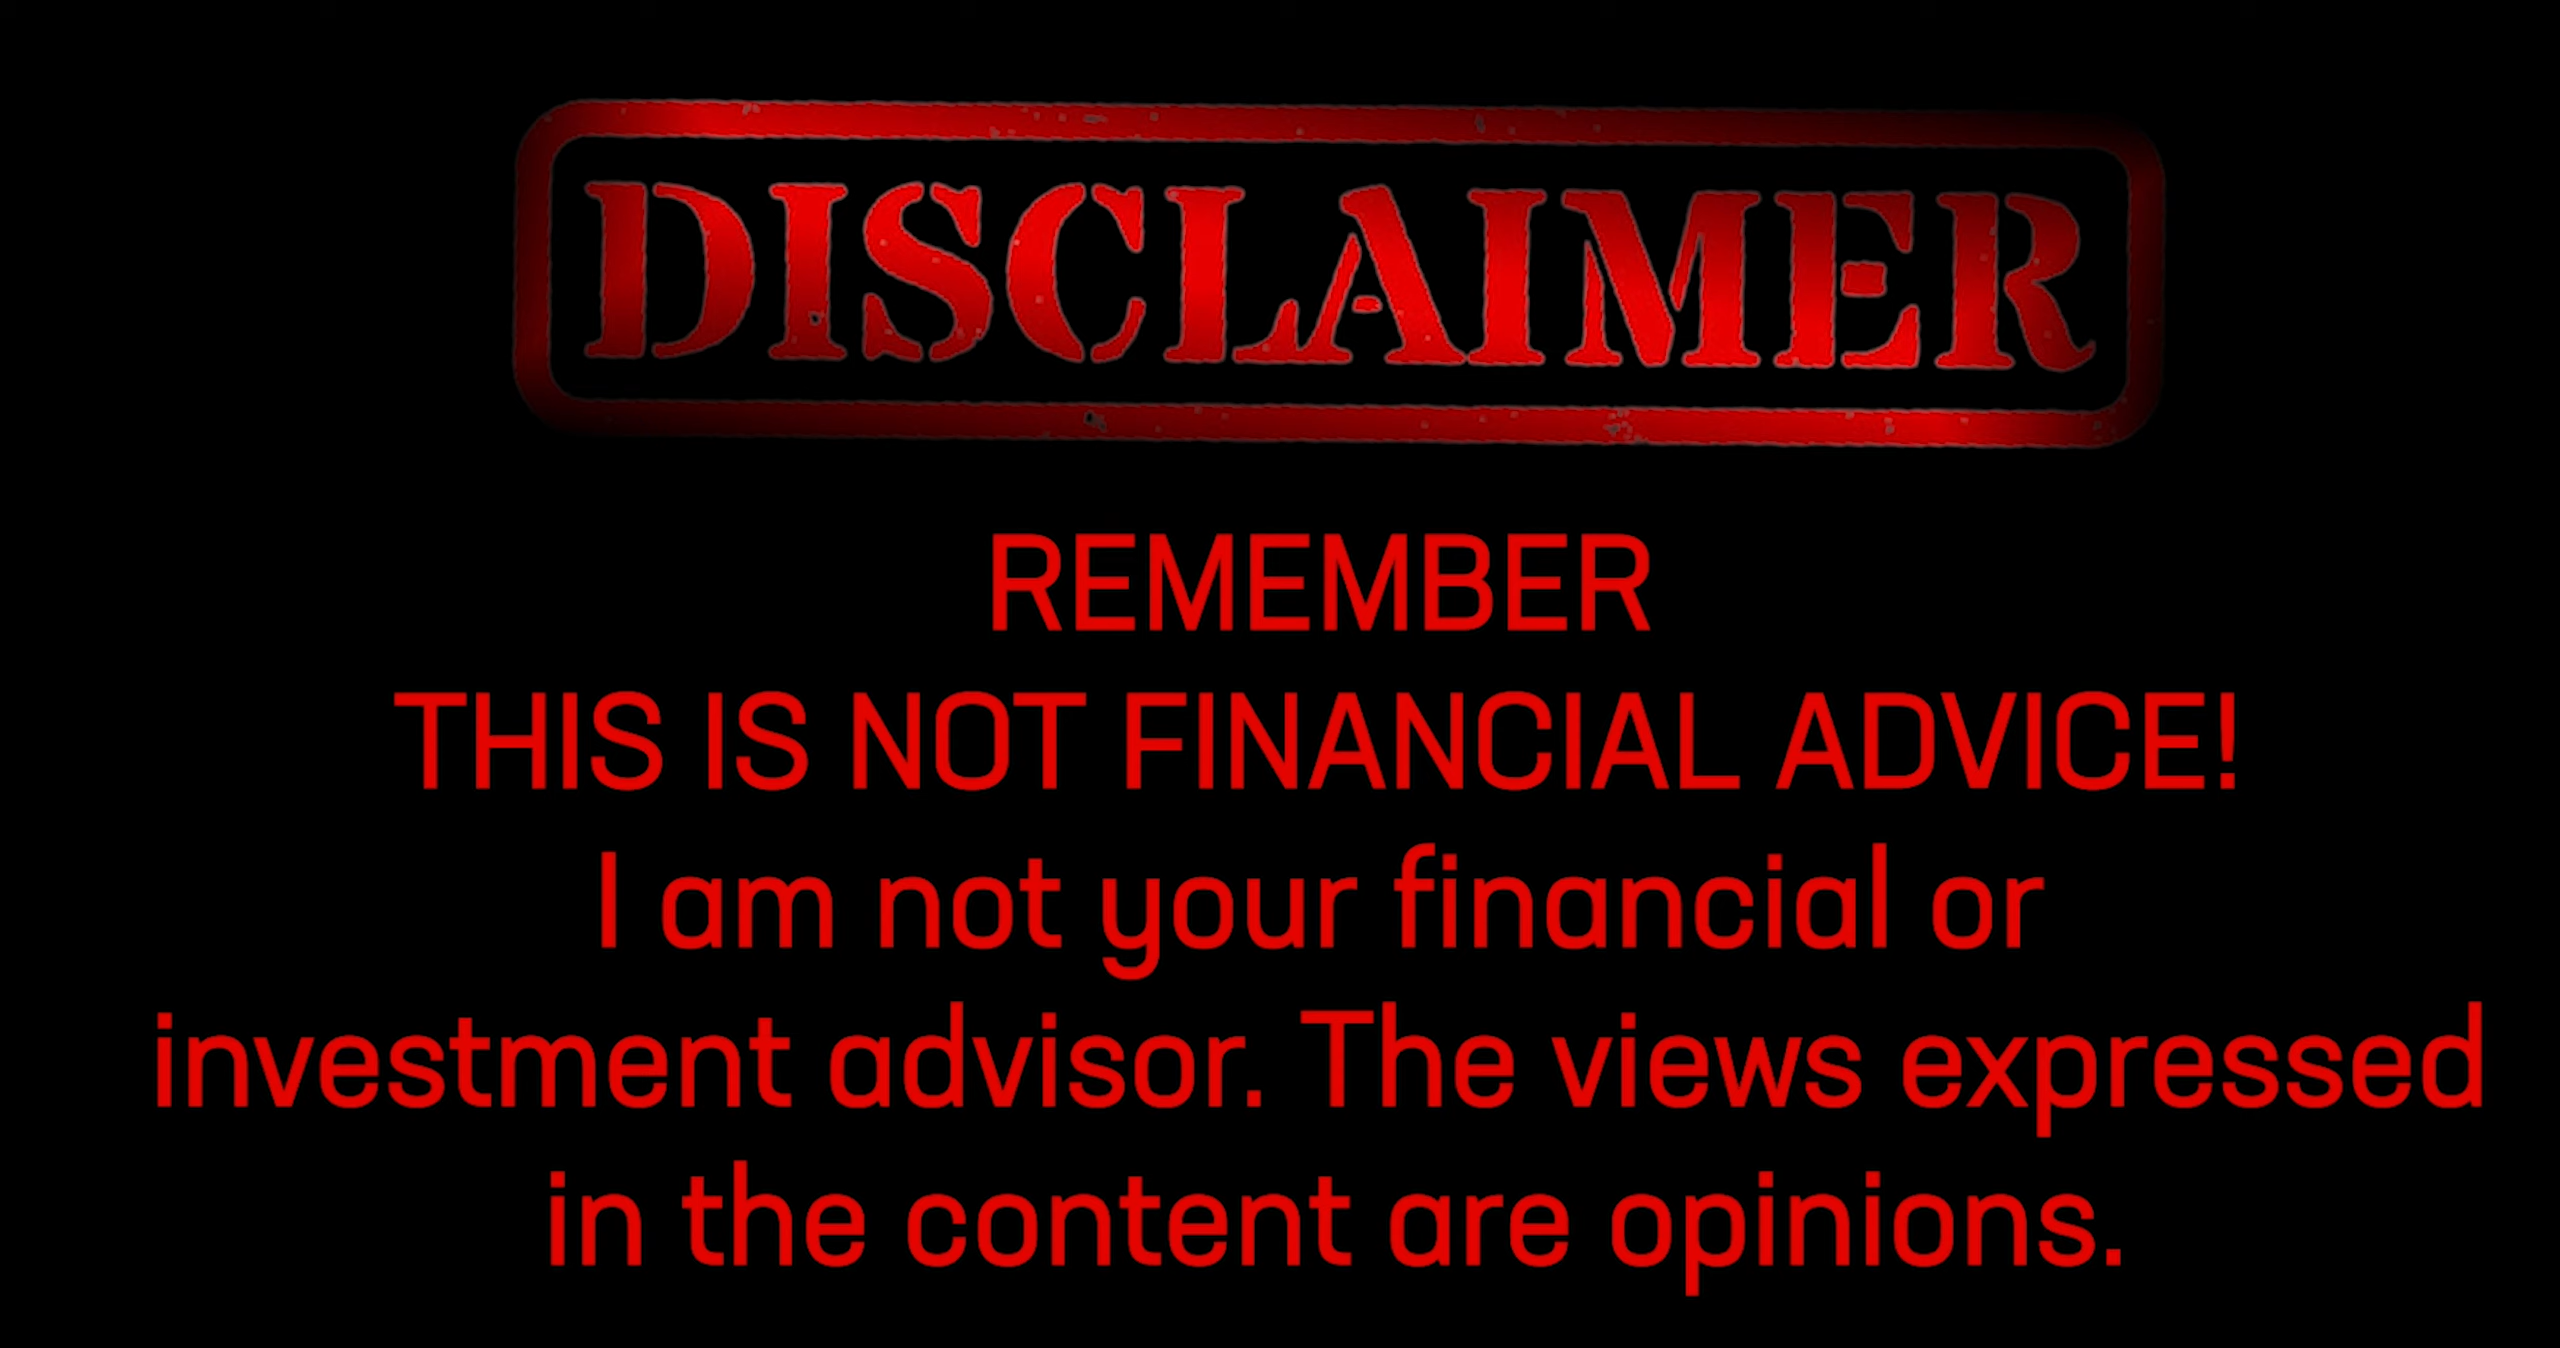 DISCLAIMER
REMEMBER
THIS IS NOT FINANCIAL ADVICE!
I am not your financial or
investment advisor. The views expressed
in the content are opinions.